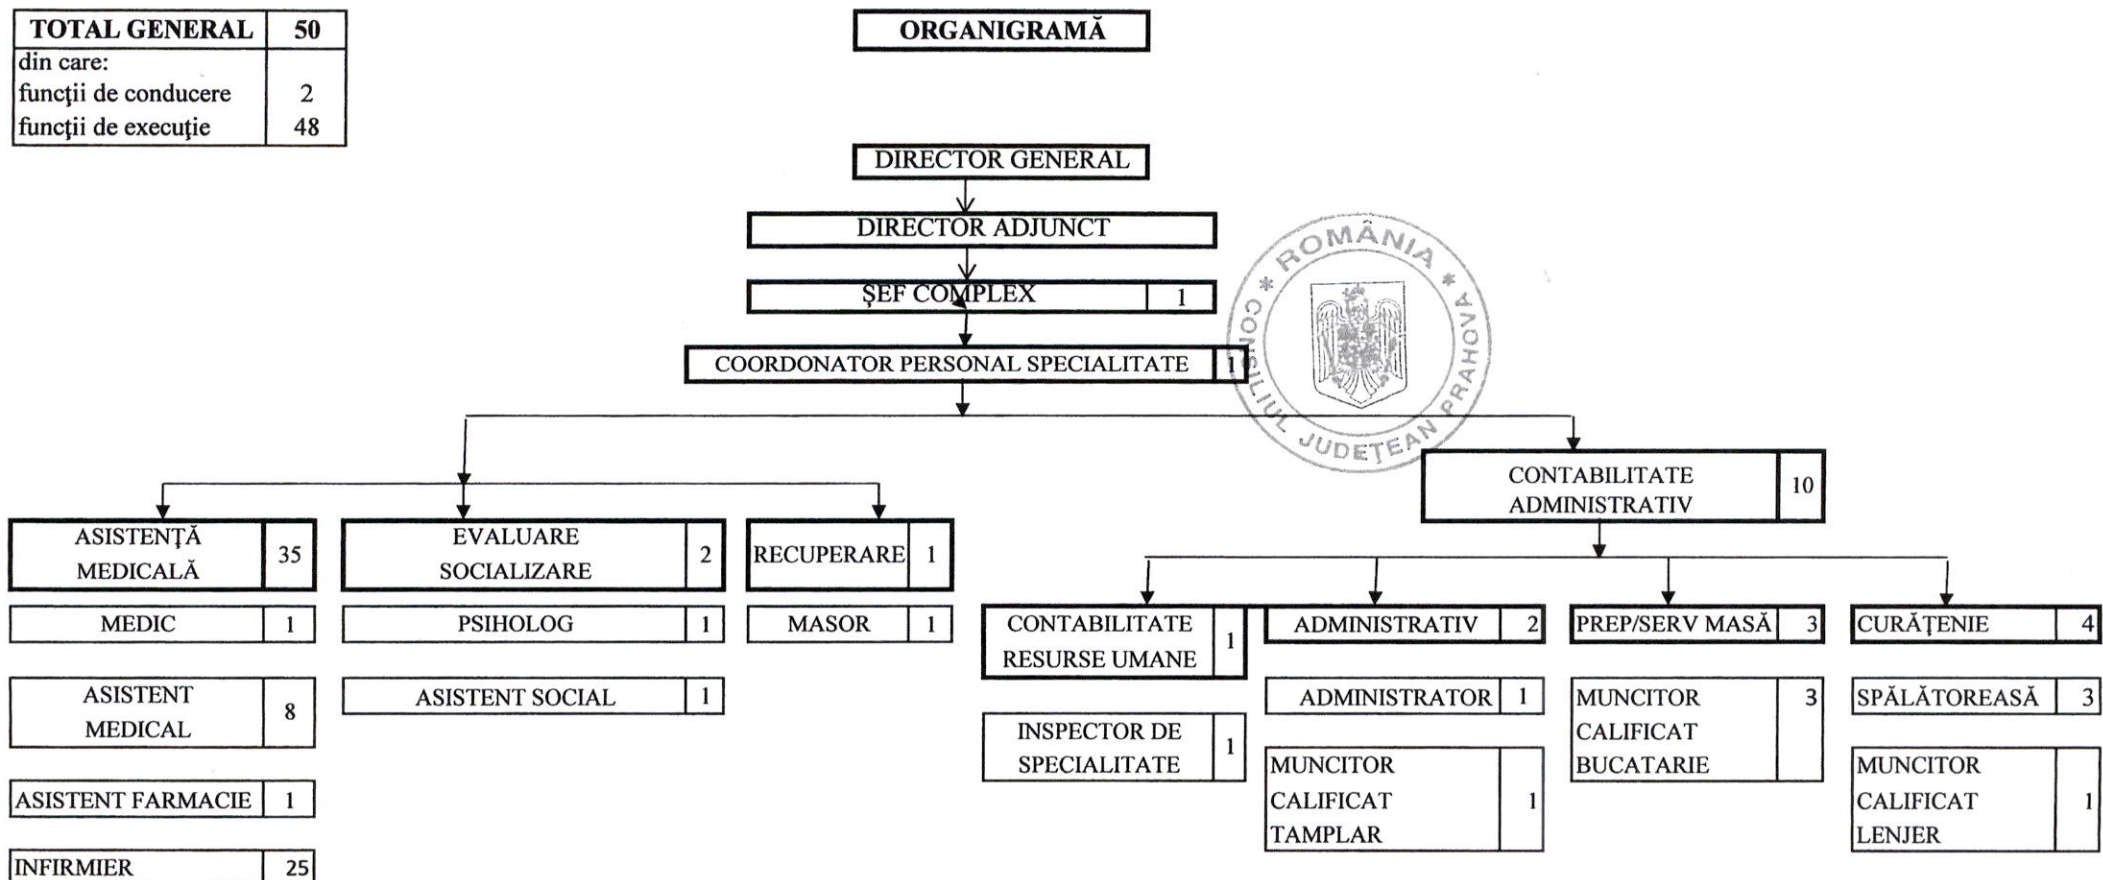 TOTAL GENERAL 50
din care:
funcţii de conducere 2
funcţii de execuţie 48
ORGANIGRAMĂ
DIRECTOR GENERAL
DIRECTOR ADJUNCT
ŞEF COMPLEX 1
COORDONATOR PERSONAL SPECIALITATE 1
* ROMÂNIA *
CONSILIUL JUDEŢEAN PRAHOVA
CONTABILITATE
ADMINISTRATIV
10
ASISTENŢĂ
MEDICALĂ
35
MEDIC 1
ASISTENT
MEDICAL
8
ASISTENT FARMACIE 1
INFIRMIER 25
EVALUARE
SOCIALIZARE
2
PSIHOLOG 1
ASISTENT SOCIAL 1
RECUPERARE 1
MASOR 1
CONTABILITATE
RESURSE UMANE
1
INSPECTOR DE
SPECIALITATE
1
ADMINISTRATIV 2
ADMINISTRATOR 1
MUNCITOR
CALIFICAT
TAMPLAR
1
PREP/SERV MASĂ 3
MUNCITOR
CALIFICAT
BUCATARIE
3
CURĂŢENIE 4
SPĂLĂTOREASĂ 3
MUNCITOR
CALIFICAT
LENJER
1